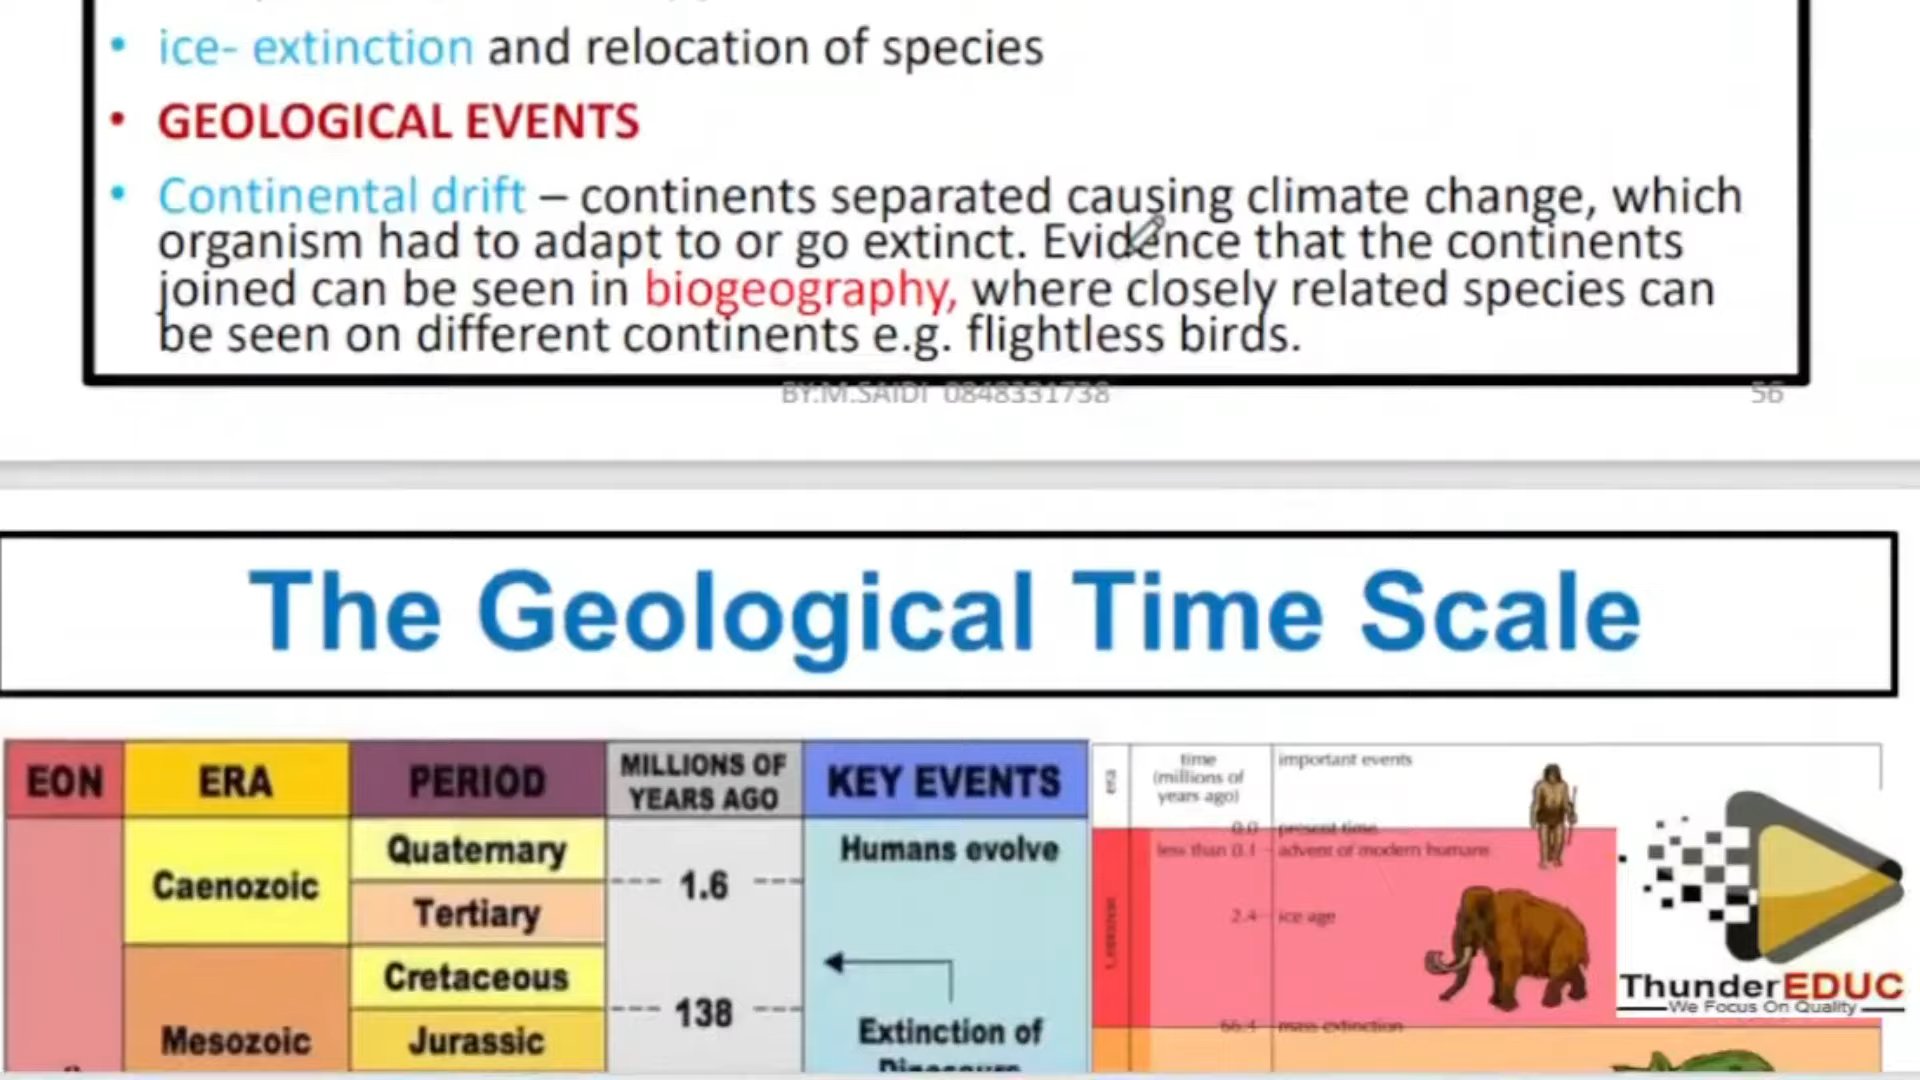 • ice- extinction and relocation of species
• GEOLOGICAL EVENTS
• Continental drift – continents separated causing climate change, which
organism had to adapt to or go extinct. Evidence that the continents
joined can be seen in biogeography, where closely related species can
be seen on different continents e.g. flightless birds.
BY.M.SAIDI 0848331738
56
The Geological Time Scale
EON
ERA
PERIOD
MILLIONS OF
YEARS AGO
KEY EVENTS
Caenozoic
Quaternary
Tertiary
1.6
Humans evolve
Mesozoic
Cretaceous
Jurassic
138
Extinction of
Dinosaurs
era
time
(millions of
years ago)
important events
0.0
present time
less than 0.1
advent of modern humans
2.4
ice age
66.4
mass extinction
ThunderEDUC
We Focus On Quality